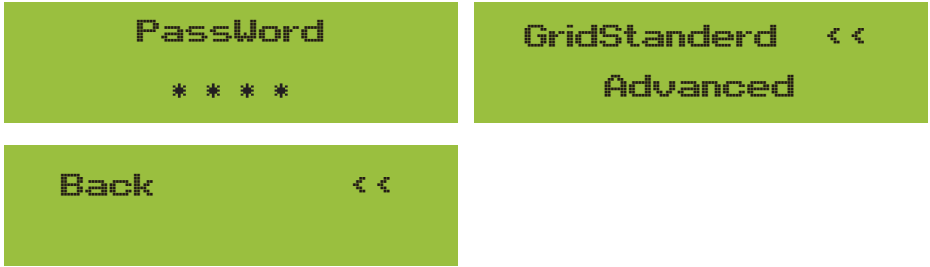 PassWord
* * * *
GridStanderd <<
Advanced
Back <<